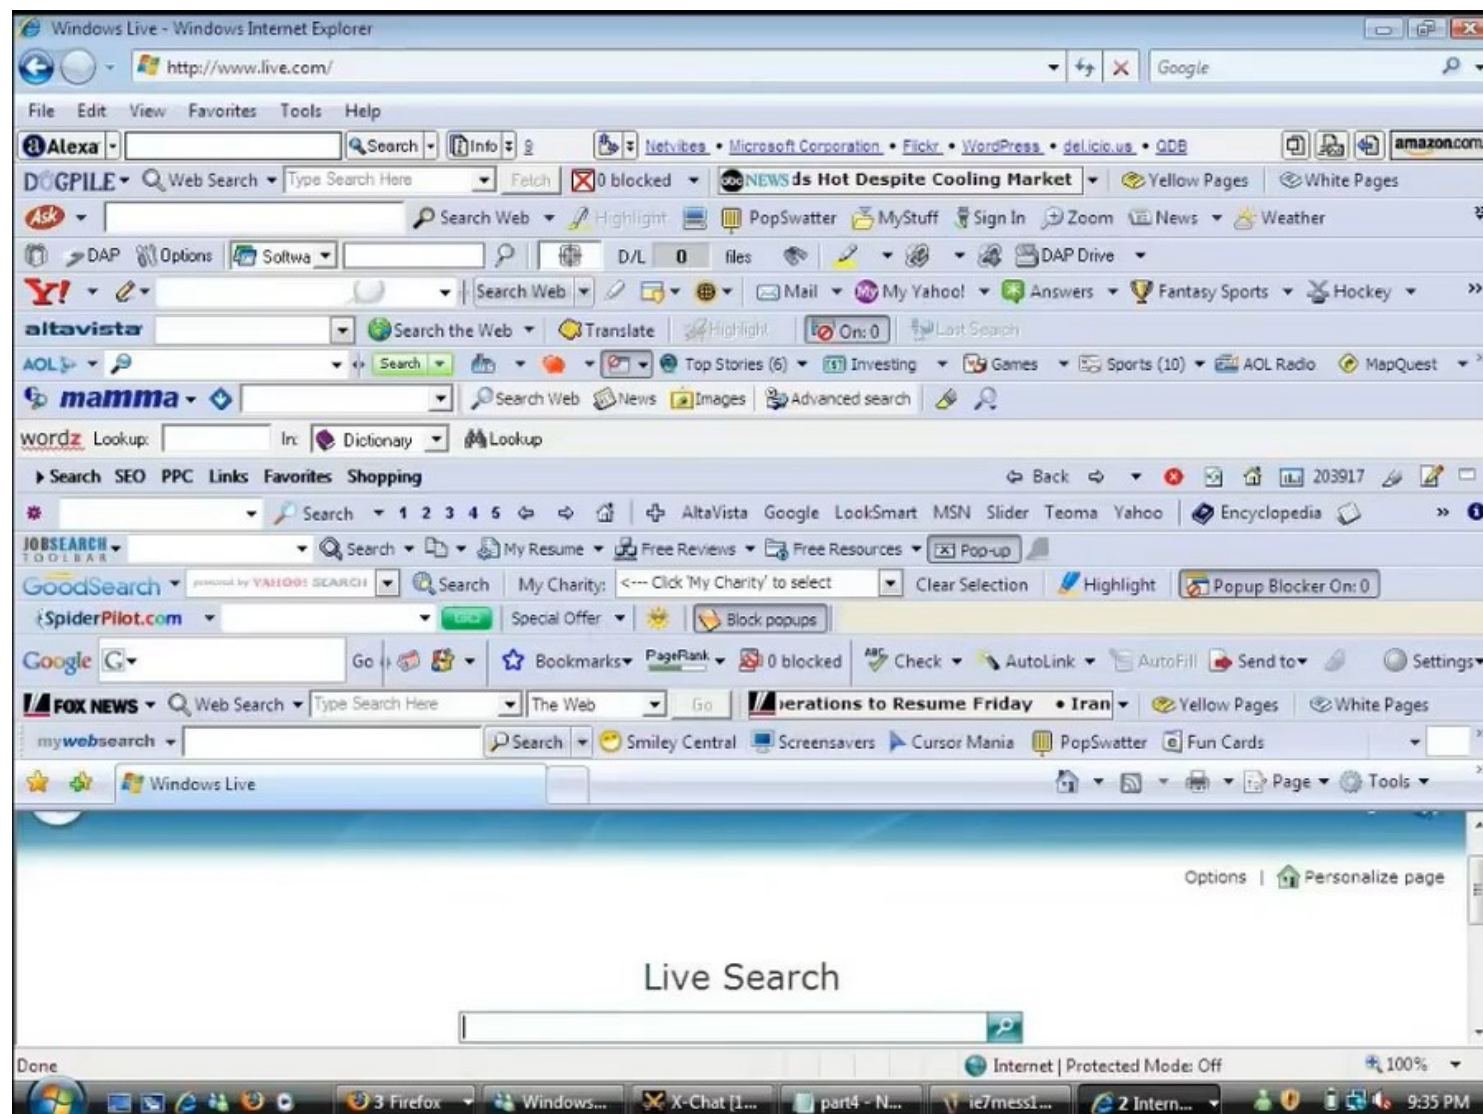 Windows Live - Windows Internet Explorer
http://www.live.com/ Google
File Edit View Favorites Tools Help
Alexa Search Info Netvibes • Microsoft Corporation • Flickr • WordPress • del.icio.us • QDB amazon.com
DOGPILE Web Search Type Search Here Fetch 0 blocked abc NEWS ds Hot Despite Cooling Market Yellow Pages White Pages
Ask Search Web Highlight PopSwatter MyStuff Sign In Zoom News Weather
DAP Options Softwa D/L 0 files DAP Drive
Y! Search Web Mail My Yahoo! Answers Fantasy Sports Hockey
altavista Search the Web Translate Highlight On: 0 Last Search
AOL Search Top Stories (6) Investing Games Sports (10) AOL Radio MapQuest
mamma Search Web News Images Advanced search
wordz Lookup: In: Dictionary Lookup
Search SEO PPC Links Favorites Shopping Back 203917
Search 1 2 3 4 5 AltaVista Google LookSmart MSN Slider Teoma Yahoo Encyclopedia
JOBSEARCH TOOLBAR Search My Resume Free Reviews Free Resources Pop-up
GoodSearch powered by YAHOO! SEARCH Search My Charity: <--- Click 'My Charity' to select Clear Selection Highlight Popup Blocker On: 0
SpiderPilot.com GO Special Offer Block popups
Google G Go Bookmarks PageRank 0 blocked ABC Check AutoLink AutoFill Send to Settings
FOX NEWS Web Search Type Search Here The Web Go erations to Resume Friday • Iran Yellow Pages White Pages
mywebsearch Search Smiley Central Screensavers Cursor Mania PopSwatter Fun Cards
Windows Live Page Tools
Options | Personalize page
Live Search
Done Internet | Protected Mode: Off 100%
3 Firefox Windows... X-Chat [1... part4 - N... ie7mess1... 2 Intern... 9:35 PM